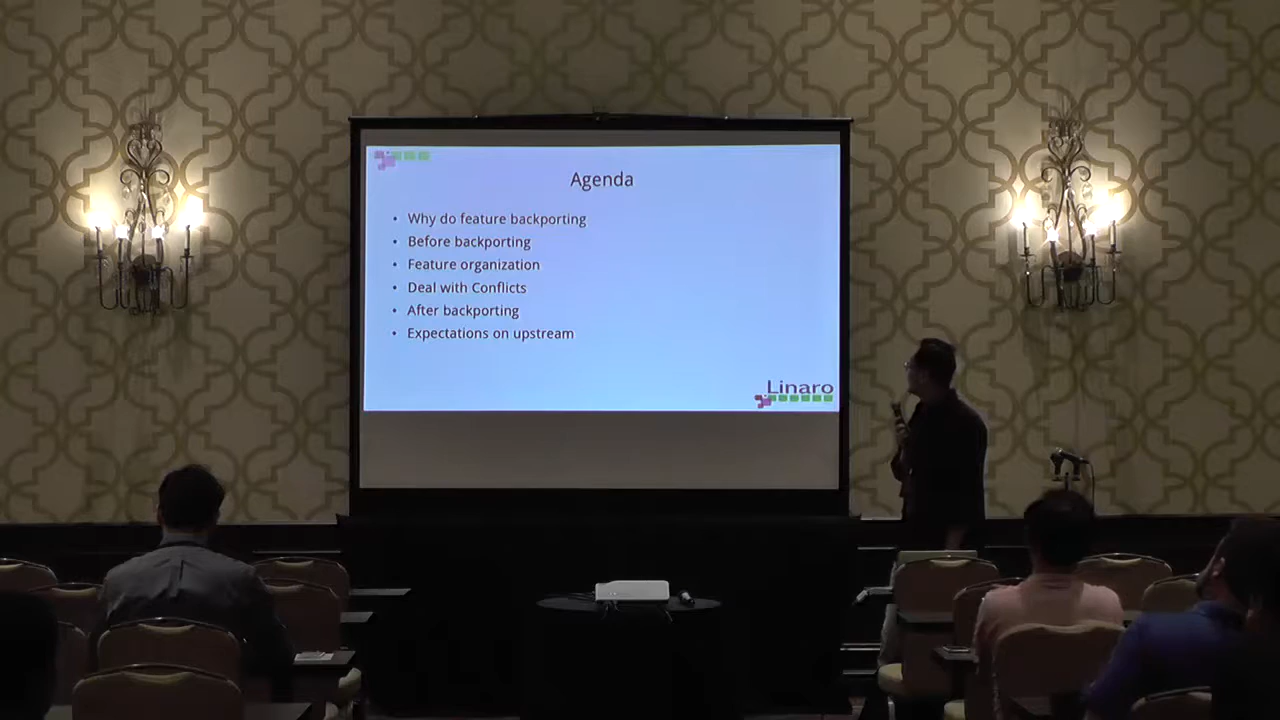 Agenda
• Why do feature backporting
• Before backporting
• Feature organization
• Deal with Conflicts
• After backporting
• Expectations on upstream
Linaro